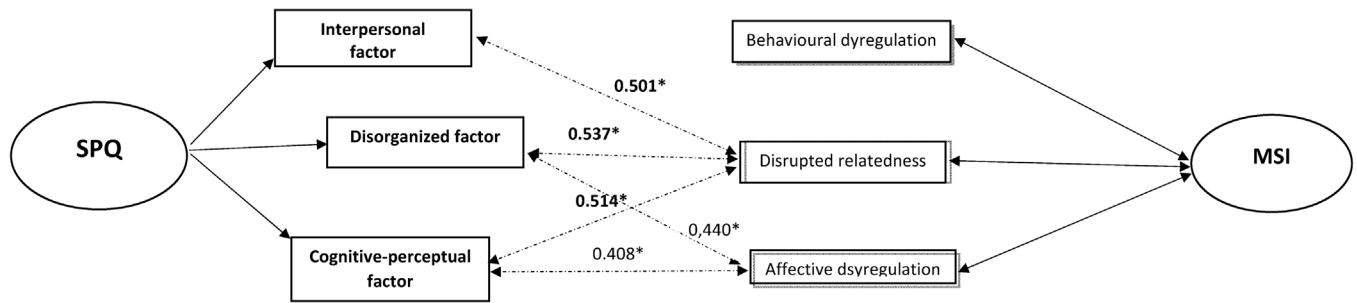 Interpersonal
factor
Behavioural dyregulation
0.501*
SPQ
Disorganized factor
0.537*
Disrupted relatedness
MSI
0.514*
0,440*
Cognitive-perceptual
factor
0.408*
Affective dsyregulation